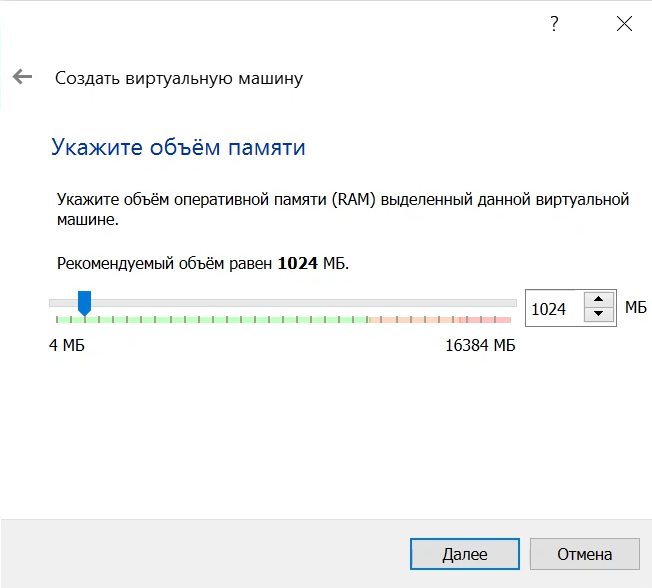 ?
Создать виртуальную машину
Укажите объём памяти
Укажите объём оперативной памяти (RAM) выделенный данной виртуальной
машине.
Рекомендуемый объём равен 1024 МБ.
1024 МБ
4 МБ 16384 МБ
Далее Отмена